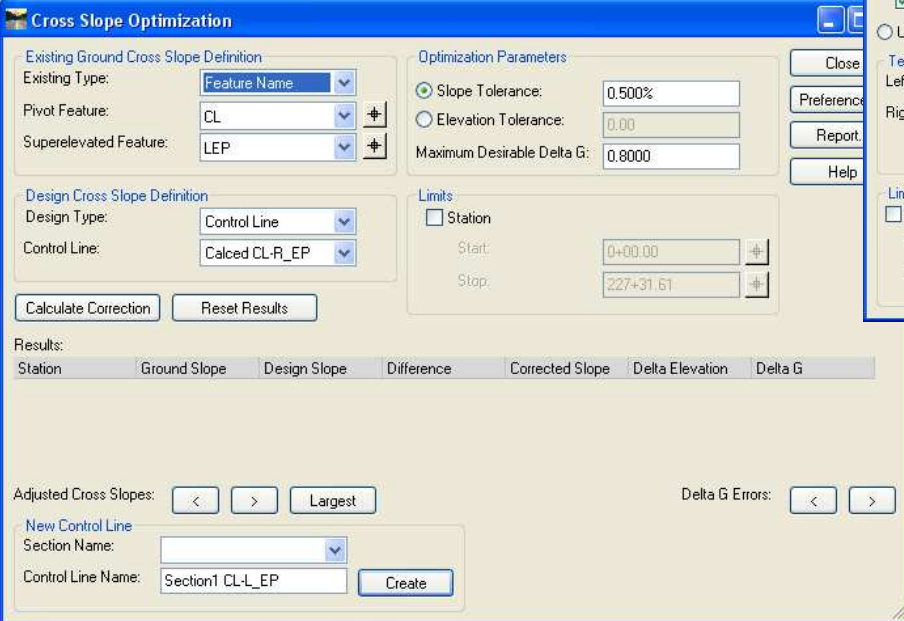 Cross Slope Optimization
Existing Ground Cross Slope Definition
Existing Type: Feature Name
Pivot Feature: CL
Superelevated Feature: LEP
Optimization Parameters
Slope Tolerance: 0.500%
Elevation Tolerance: 0.00
Maximum Desirable Delta G: 0.8000
Close
Preference
Report.
Help
Design Cross Slope Definition
Design Type: Control Line
Control Line: Calced CL-R_EP
Limits
Station
Start: 0+00.00
Stop: 227+31.61
Calculate Correction Reset Results
Results:
Station Ground Slope Design Slope Difference Corrected Slope Delta Elevation Delta G
Adjusted Cross Slopes: < > Largest
Delta G Errors: < >
New Control Line
Section Name:
Control Line Name: Section1 CL-L_EP Create